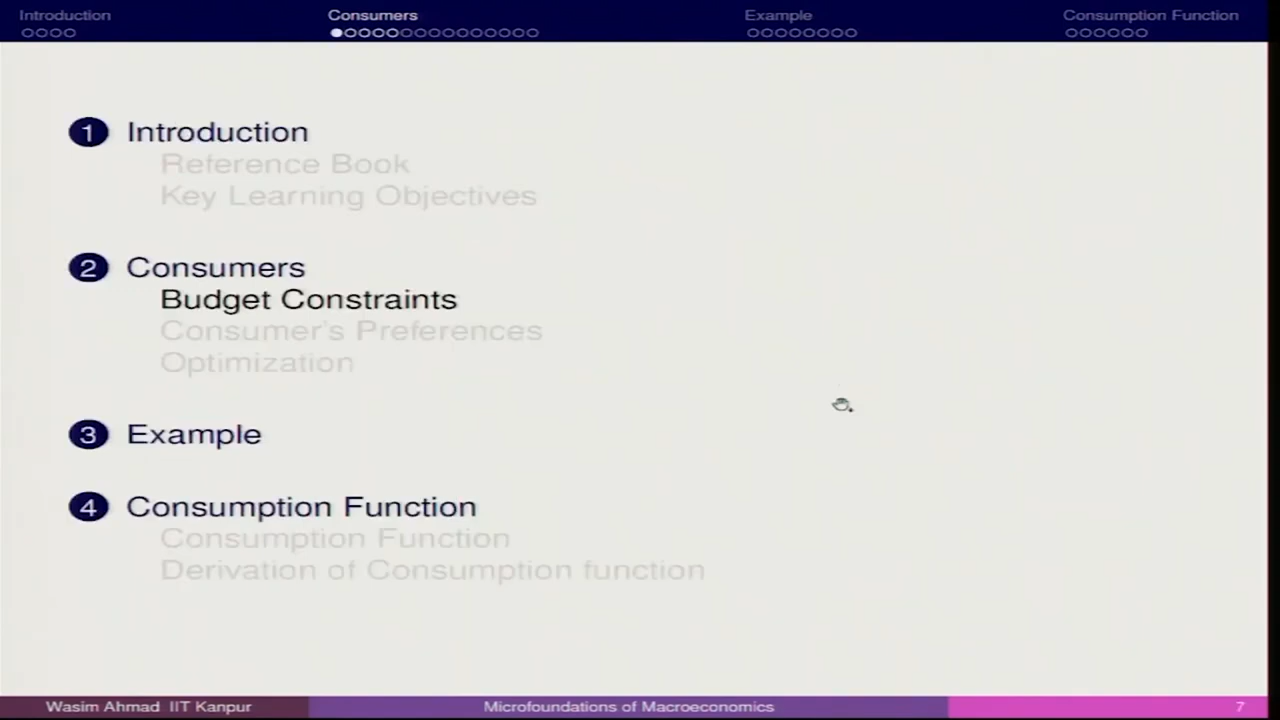 Introduction Consumers Example Consumption Function
1 Introduction
Reference Book
Key Learning Objectives
2 Consumers
Budget Constraints
Consumer's Preferences
Optimization
3 Example
4 Consumption Function
Consumption Function
Derivation of Consumption function
Wasim Ahmad IIT Kanpur Microfoundations of Macroeconomics 7